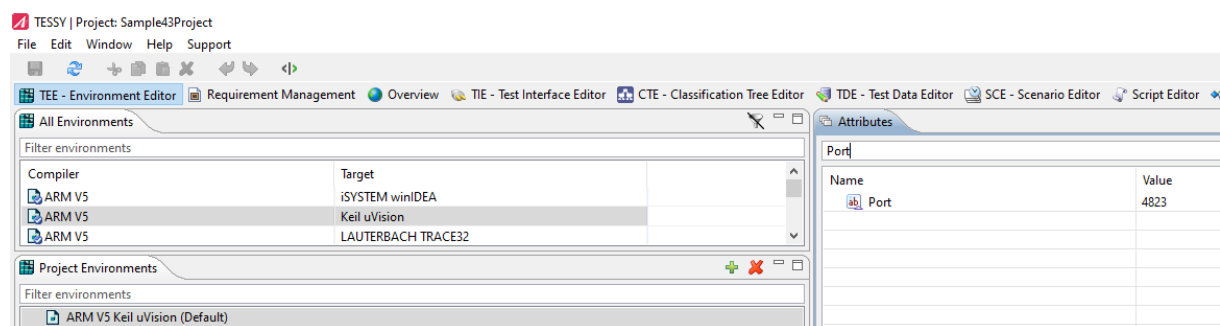 TESSY | Project: Sample43Project
File Edit Window Help Support
TEE - Environment Editor Requirement Management Overview TIE - Test Interface Editor CTE - Classification Tree Editor TDE - Test Data Editor SCE - Scenario Editor Script Editor
All Environments
Filter environments
Compiler Target
ARM V5 iSYSTEM winIDEA
ARM V5 Keil uVision
ARM V5 LAUTERBACH TRACE32
Project Environments
Filter environments
ARM V5 Keil uVision (Default)
Attributes
Port
Name Value
ab Port 4823